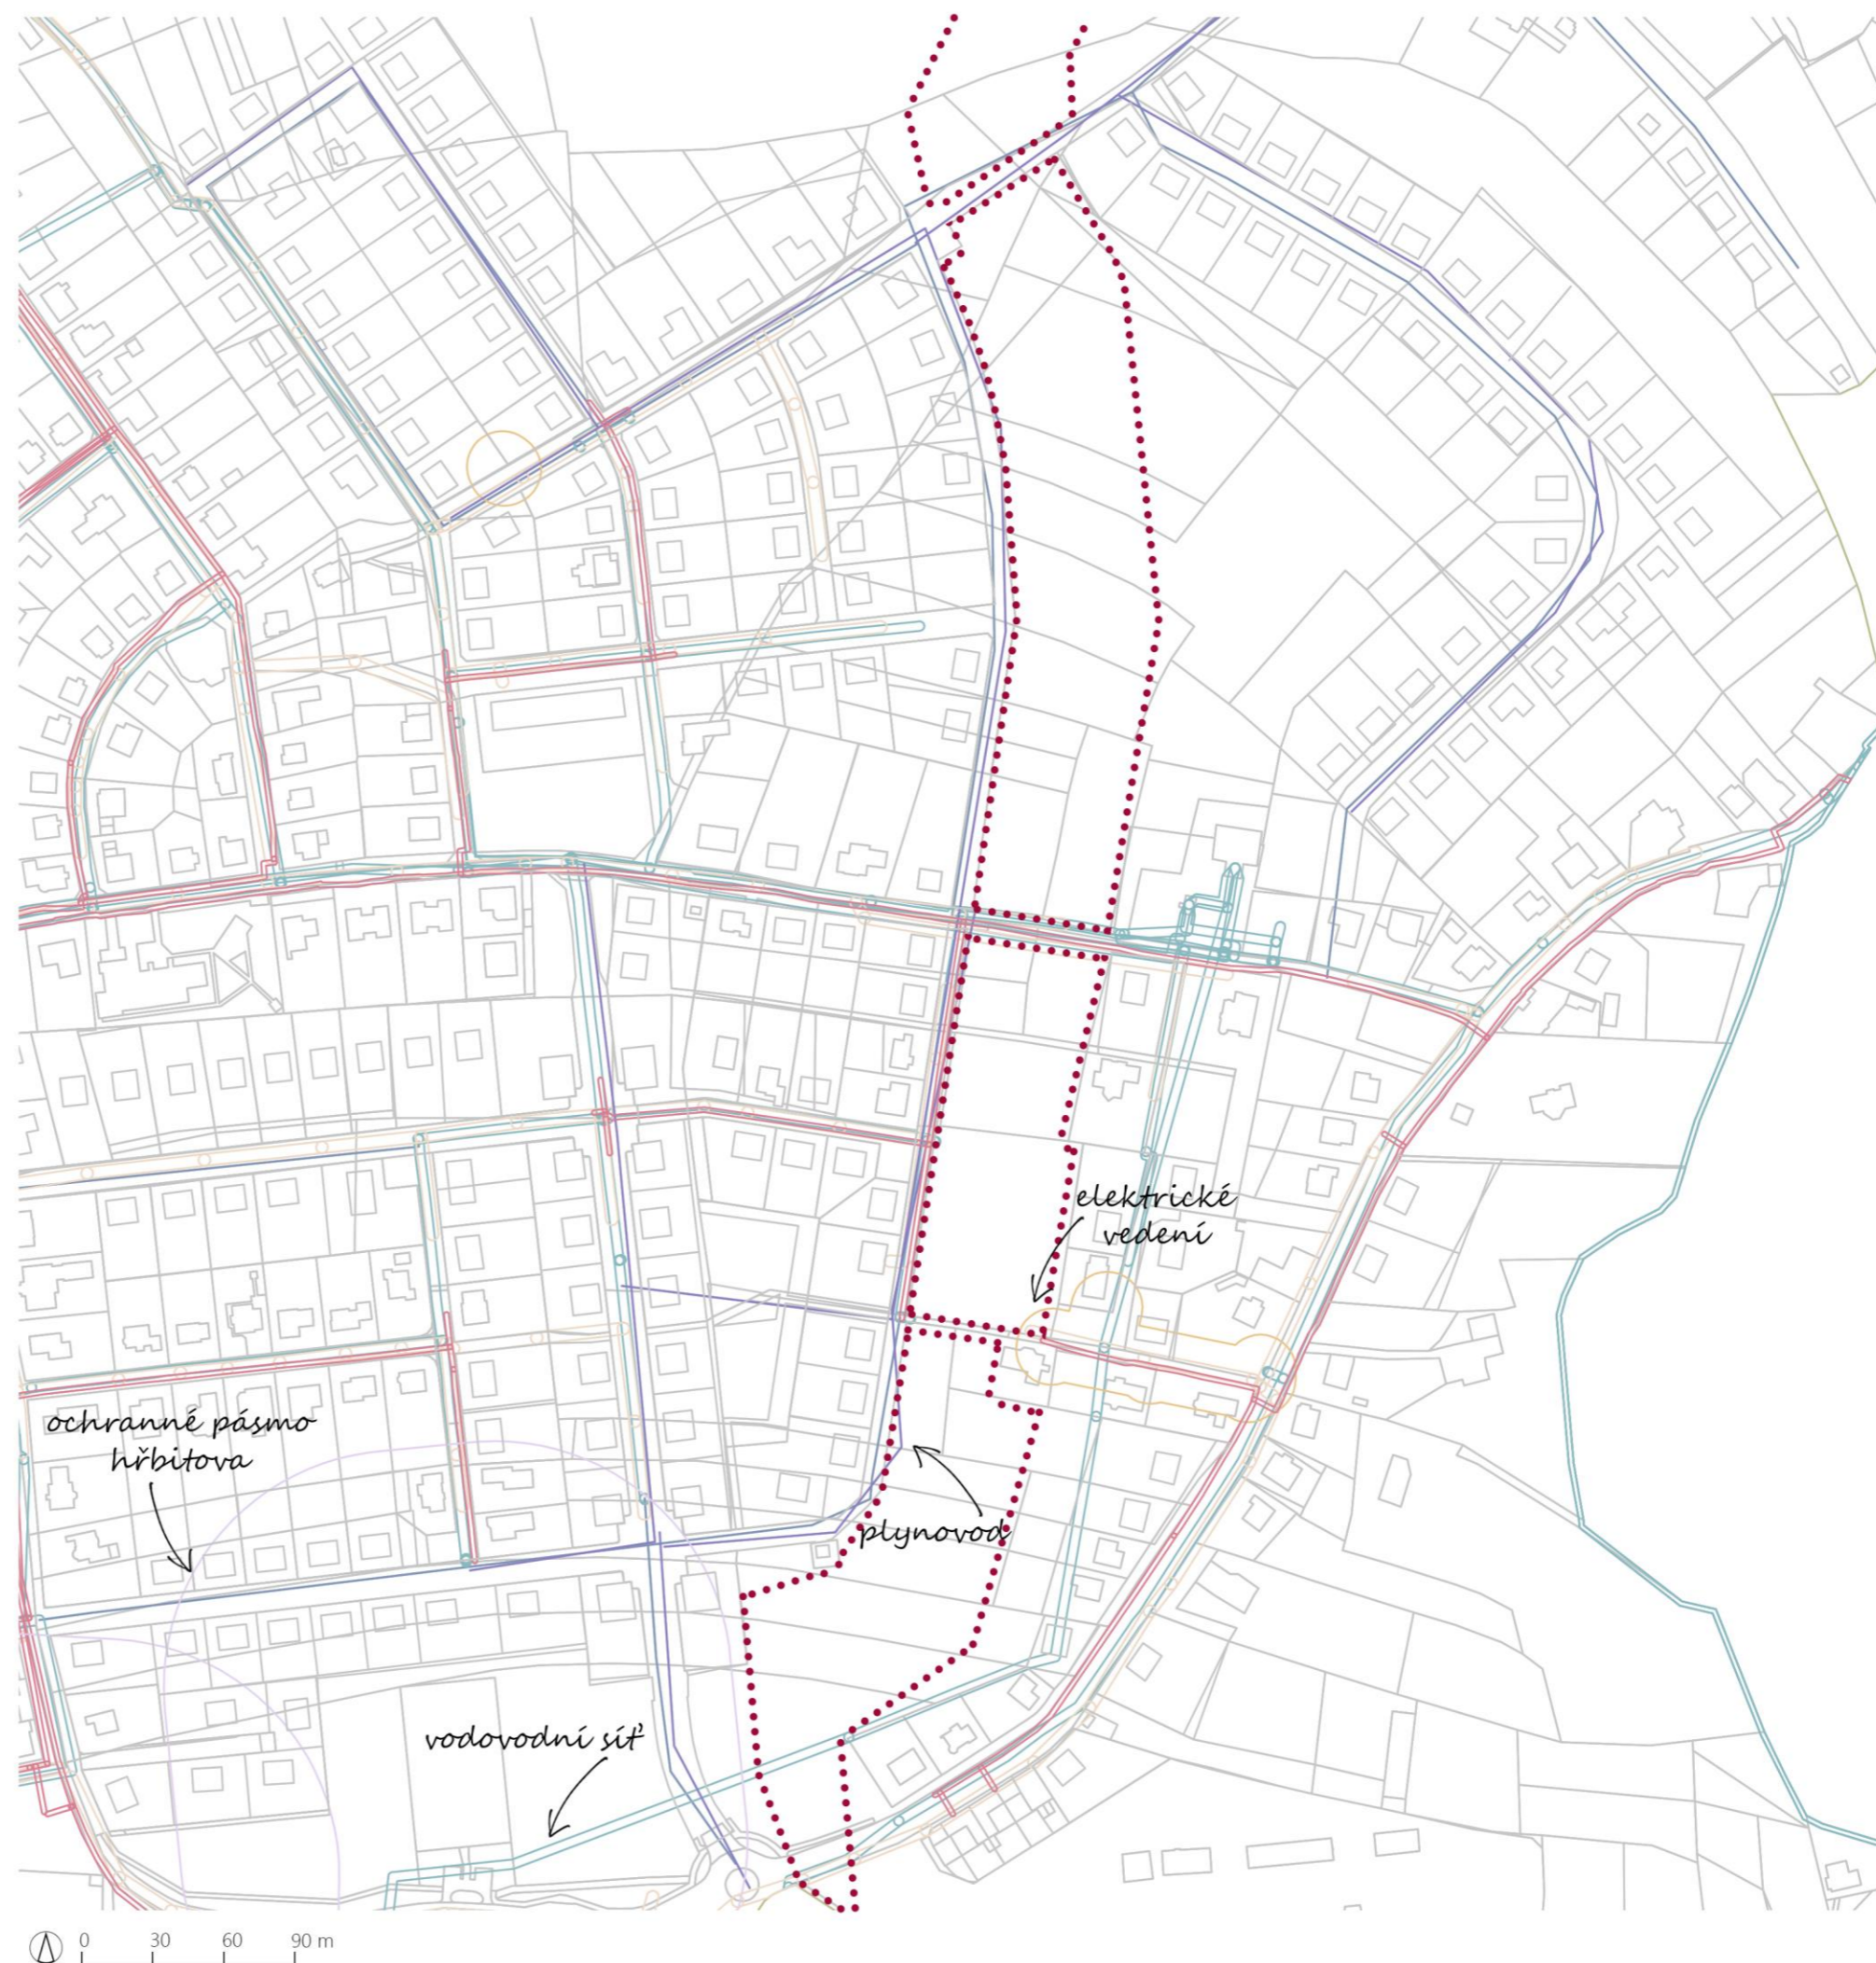 elektrické
vedení
ochranné pásmo
hřbitova
plynovod
vodovodní síť
0 30 60 90 m